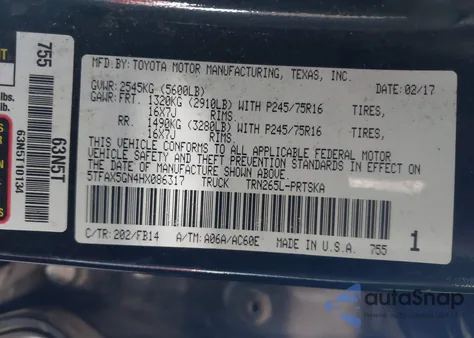 MFD.BY:TOYOTA MOTOR MANUFACTURING, TEXAS, INC.
GVWR: 2545KG (5600LB) DATE: 02/17
GAWR: FRT. 1320KG (2910LB) WITH P245/75R16 TIRES,
16X7J RIMS
RR. 1490KG (3280LB) WITH P245/75R16 TIRES,
16X7J RIMS
THIS VEHICLE CONFORMS TO ALL APPLICABLE FEDERAL MOTOR
VEHICLE SAFETY AND THEFT PREVENTION STANDARDS IN EFFECT
ON THE DATE OF MANUFACTURE SHOWN ABOVE.
5TFAX5GN4HX086317 TRUCK TRN265L-PRTSKA
C/TR:202/FB14 A/TM:A06A/AC60E MADE IN U.S.A. 755 1
755
63N5T
63N5T10134
lbs.
autoSnap